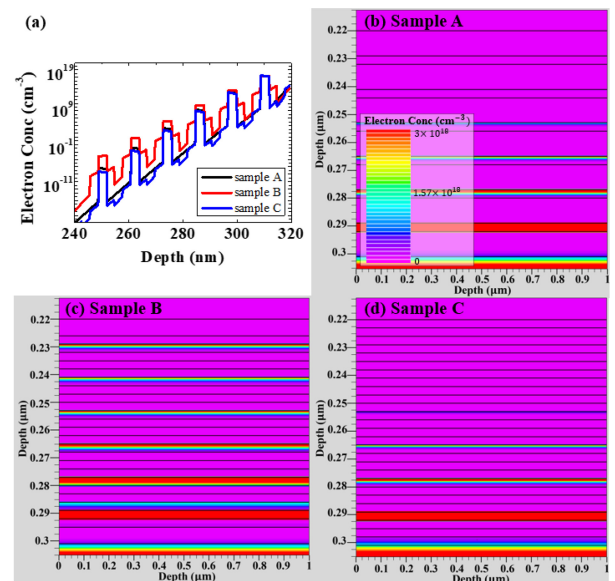 (a)
Electron Conc (cm⁻³)
10¹⁹
10⁹
10⁻¹
10⁻¹¹
sample A
sample B
sample C
240 260 280 300 320
Depth (nm)
(b) Sample A
Depth (μm)
0.22
0.23
0.25
0.26
0.27
0.28
0.29
0.3
Electron Conc (cm⁻³)
3×10¹⁸
1.57×10¹⁸
0
0 0.1 0.2 0.3 0.4 0.5 0.6 0.7 0.8 0.9 1
Depth (μm)
(c) Sample B
Depth (μm)
0.22
0.23
0.24
0.25
0.26
0.27
0.28
0.29
0.3
0 0.1 0.2 0.3 0.4 0.5 0.6 0.7 0.8 0.9 1
Depth (μm)
(d) Sample C
Depth (μm)
0.22
0.23
0.24
0.25
0.26
0.27
0.28
0.29
0.3
0 0.1 0.2 0.3 0.4 0.5 0.6 0.7 0.8 0.9 1
Depth (μm)